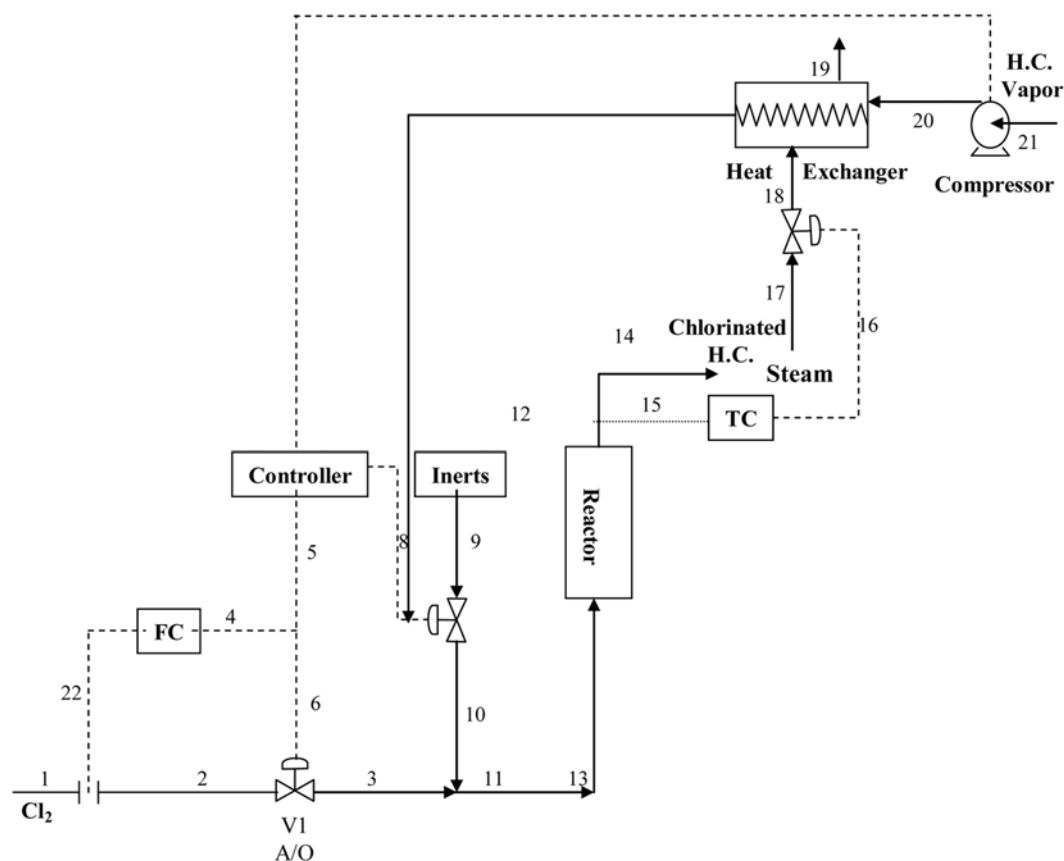 19
H.C.
Vapor
20
21
Heat Exchanger
Compressor
18
17
16
Chlorinated
H.C.
14
Steam
15
TC
12
Controller
Inerts
Reactor
5
8
9
4
FC
22
6
10
1
2
3
11
13
Cl₂
V1
A/O